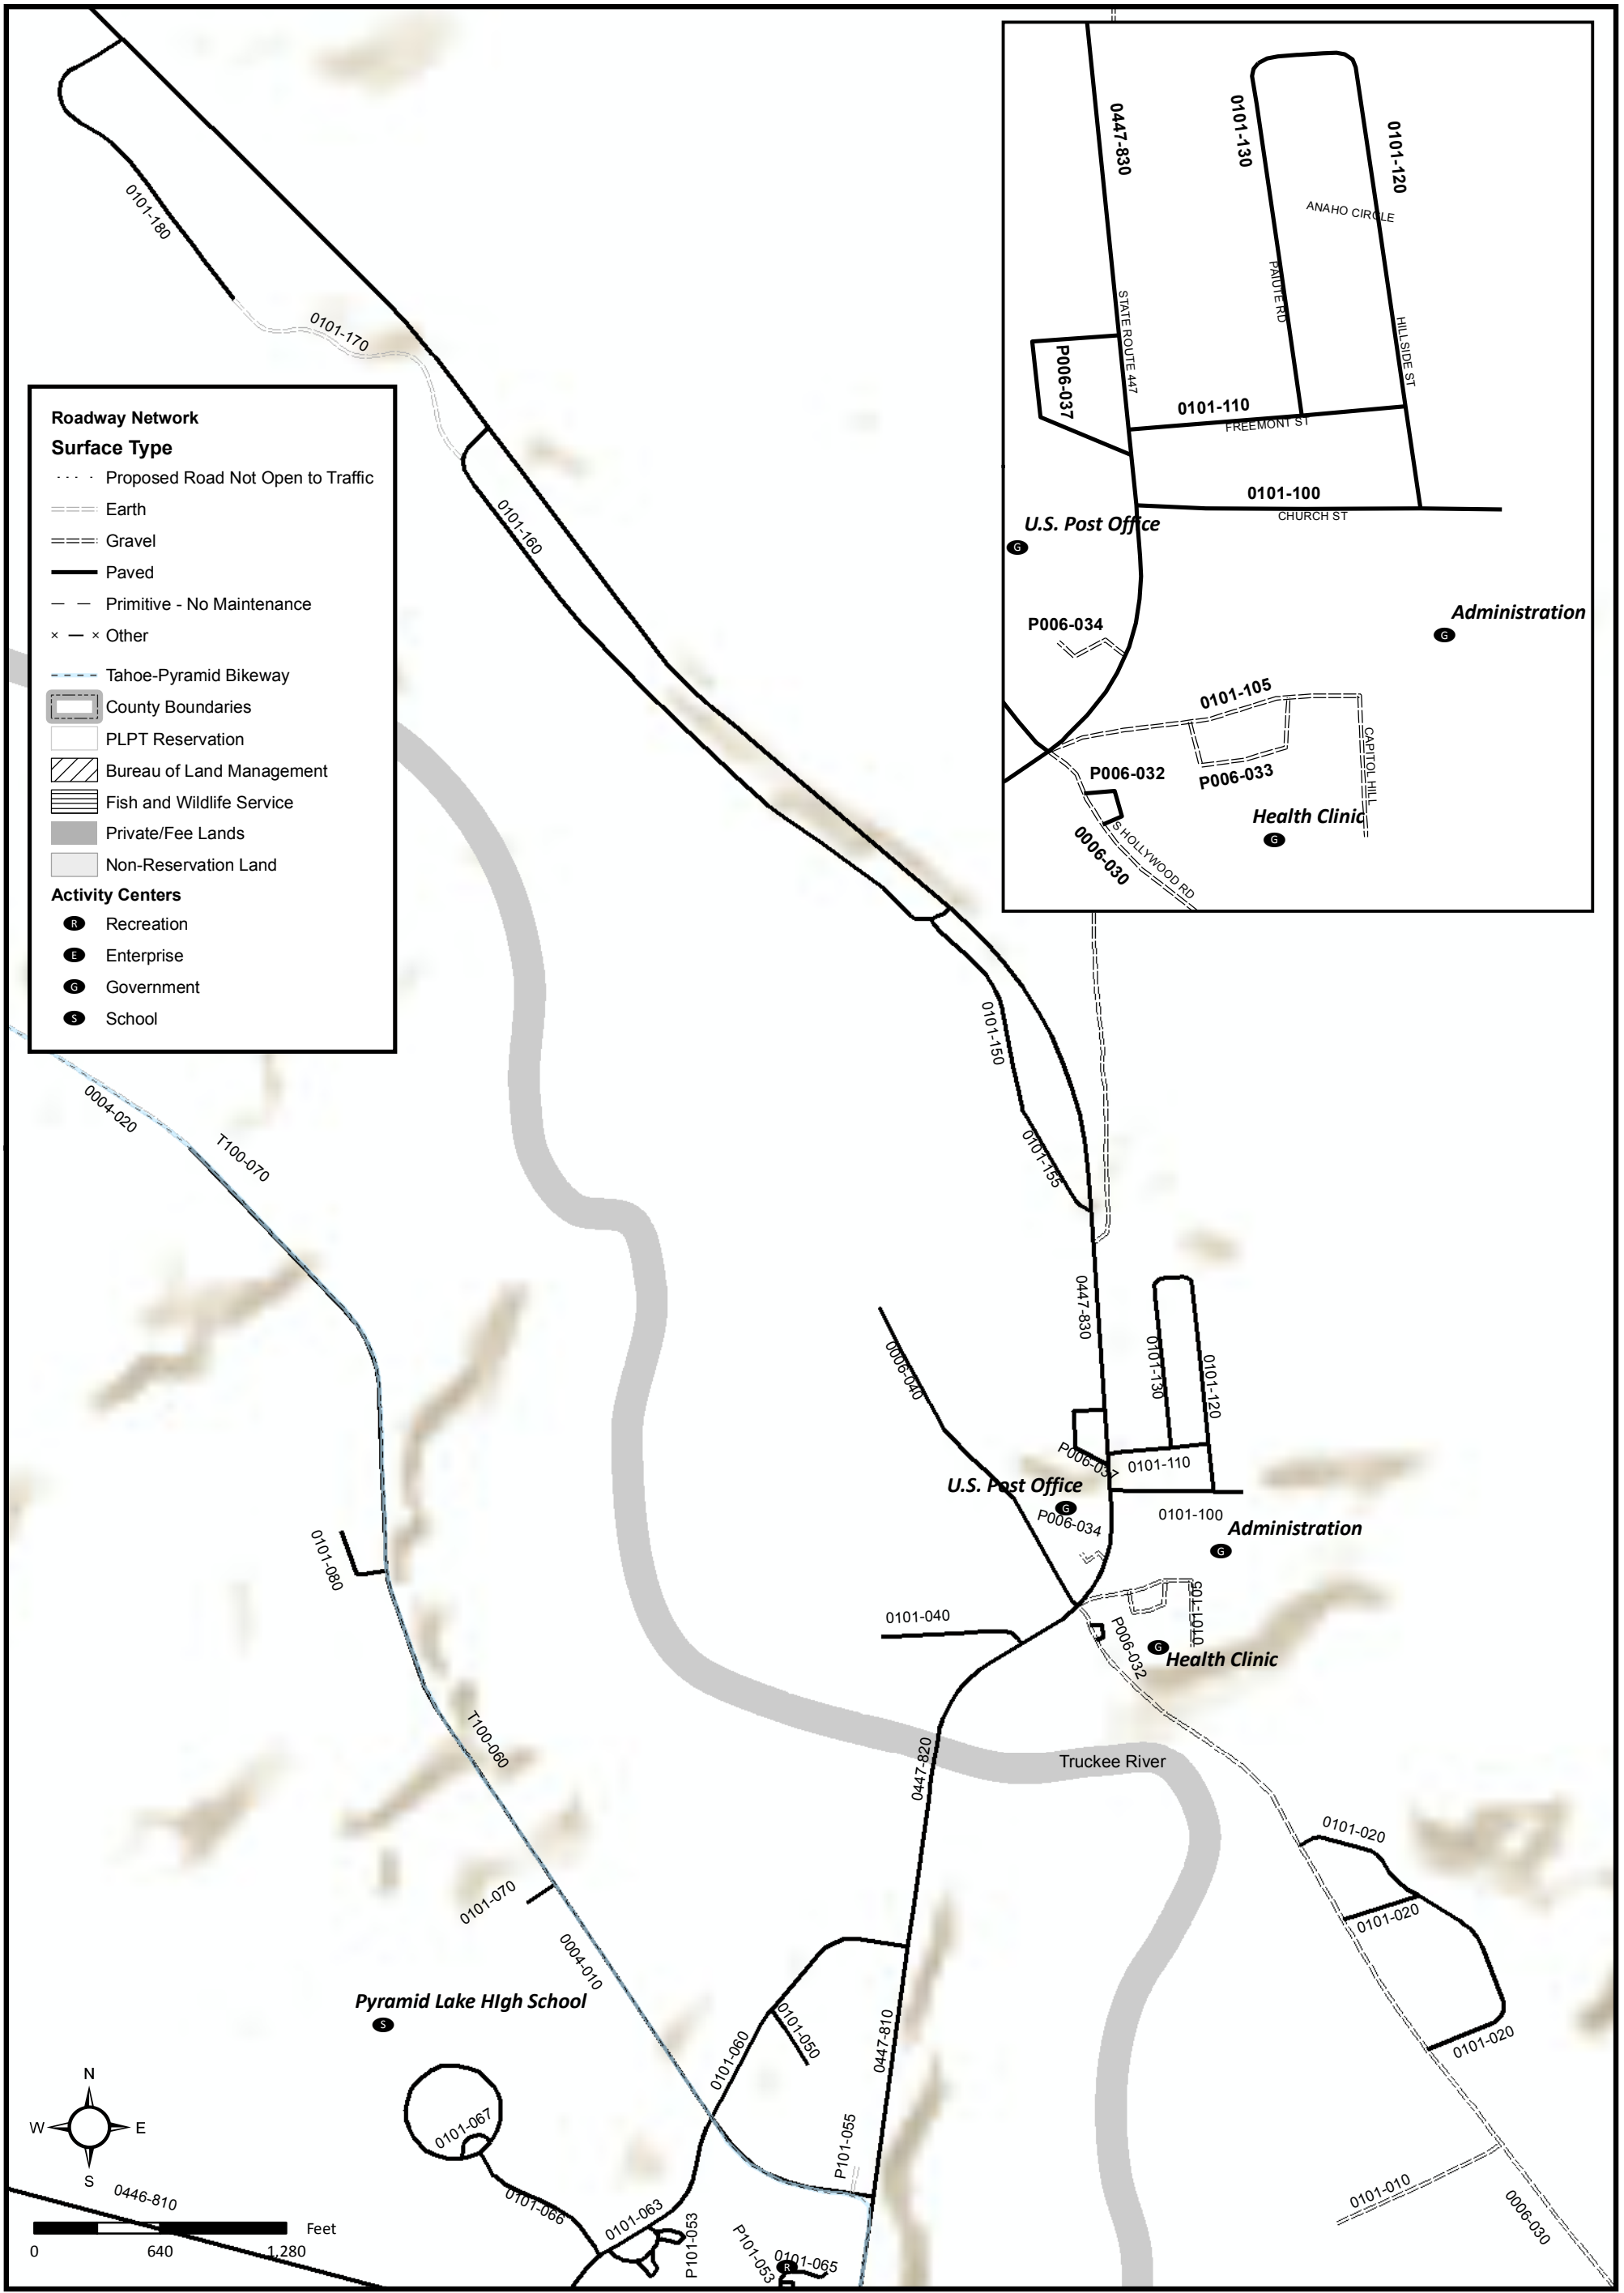 0447-830
0101-130
0101-120
ANAHO CIRCLE
PAIUTE RD
STATE ROUTE 447
HILLSIDE ST
P006-037
0101-110
FREEMONT ST
0101-100
CHURCH ST
U.S. Post Office
G
Administration
G
P006-034
0101-105
CAPITOL HILL
P006-033
P006-032
Health Clinic
G
S HOLLYWOOD RD
0006-030
0101-180
0101-170
0101-160
Roadway Network
Surface Type
Proposed Road Not Open to Traffic
Earth
Gravel
Paved
Primitive - No Maintenance
Other
Tahoe-Pyramid Bikeway
County Boundaries
PLPT Reservation
Bureau of Land Management
Fish and Wildlife Service
Private/Fee Lands
Non-Reservation Land
Activity Centers
R Recreation
E Enterprise
G Government
S School
0101-150
0101-155
0004-020
T100-070
0447-830
0101-130
0101-120
0006-040
P006-037
0101-110
U.S. Post Office
G
P006-034
0101-100
Administration
G
0101-080
0101-105
0101-040
P006-032
G
Health Clinic
T100-060
0447-820
Truckee River
0101-020
0101-020
0101-020
0101-070
0004-010
Pyramid Lake HIgh School
S
0101-050
0101-060
0447-810
0101-067
P101-055
0101-066
0101-063
P101-053
P101-053
R
0101-065
0101-010
0006-030
N
W E
S
0446-810
Feet
0 640 1,280